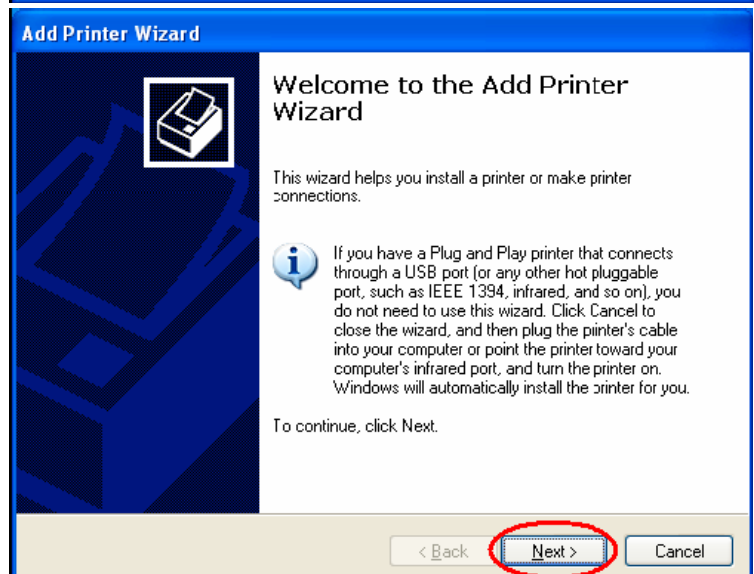 Add Printer Wizard
Welcome to the Add Printer
Wizard
This wizard helps you install a printer or make printer
connections.
If you have a Plug and Play printer that connects
through a USB port (or any other hot pluggable
port, such as IEEE 1394, infrared, and so on), you
do not need to use this wizard. Click Cancel to
close the wizard, and then plug the printer's cable
into your computer or point the printer toward your
computer's infrared port, and turn the printer on.
Windows will automatically install the printer for you.
To continue, click Next.
< Back Next > Cancel